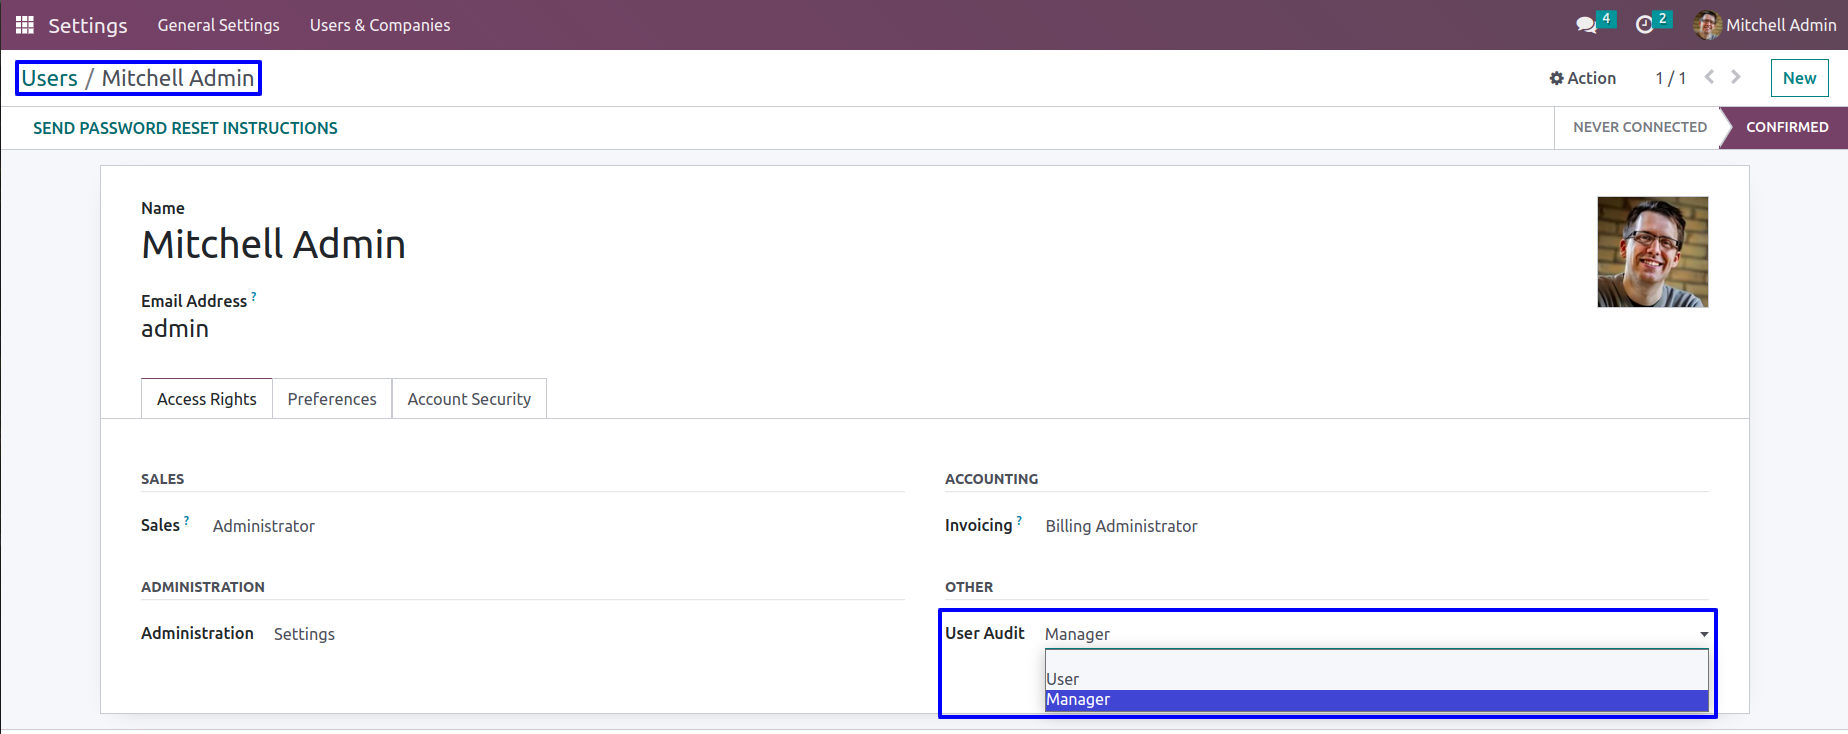 Settings General Settings Users & Companies 4 2 Mitchell Admin
Users / Mitchell Admin Action 1 / 1 New
SEND PASSWORD RESET INSTRUCTIONS NEVER CONNECTED CONFIRMED
Name
Mitchell Admin
Email Address ?
admin
Access Rights Preferences Account Security
SALES ACCOUNTING
Sales ? Administrator Invoicing ? Billing Administrator
ADMINISTRATION OTHER
Administration Settings User Audit Manager
User
Manager